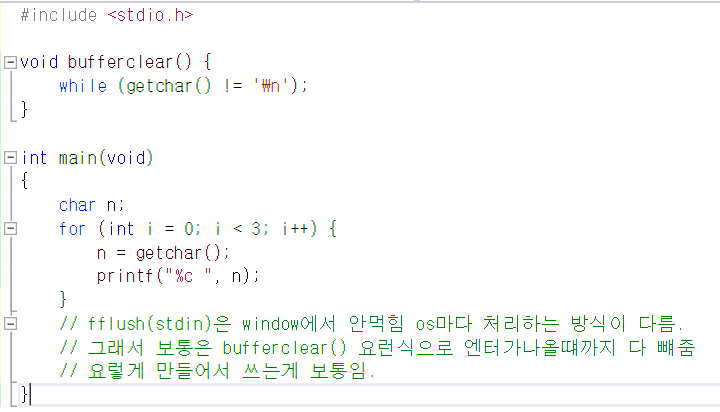 #include <stdio.h>
void bufferclear() {
while (getchar() != '₩n');
}
int main(void)
{
char n;
for (int i = 0; i < 3; i++) {
n = getchar();
printf("%c ", n);
}
// fflush(stdin)은 window에서 안먹힘 os마다 처리하는 방식이 다름.
// 그래서 보통은 bufferclear() 요런식으로 엔터가나올떄까지 다 뺴줌
// 요렇게 만들어서 쓰는게 보통임.
}